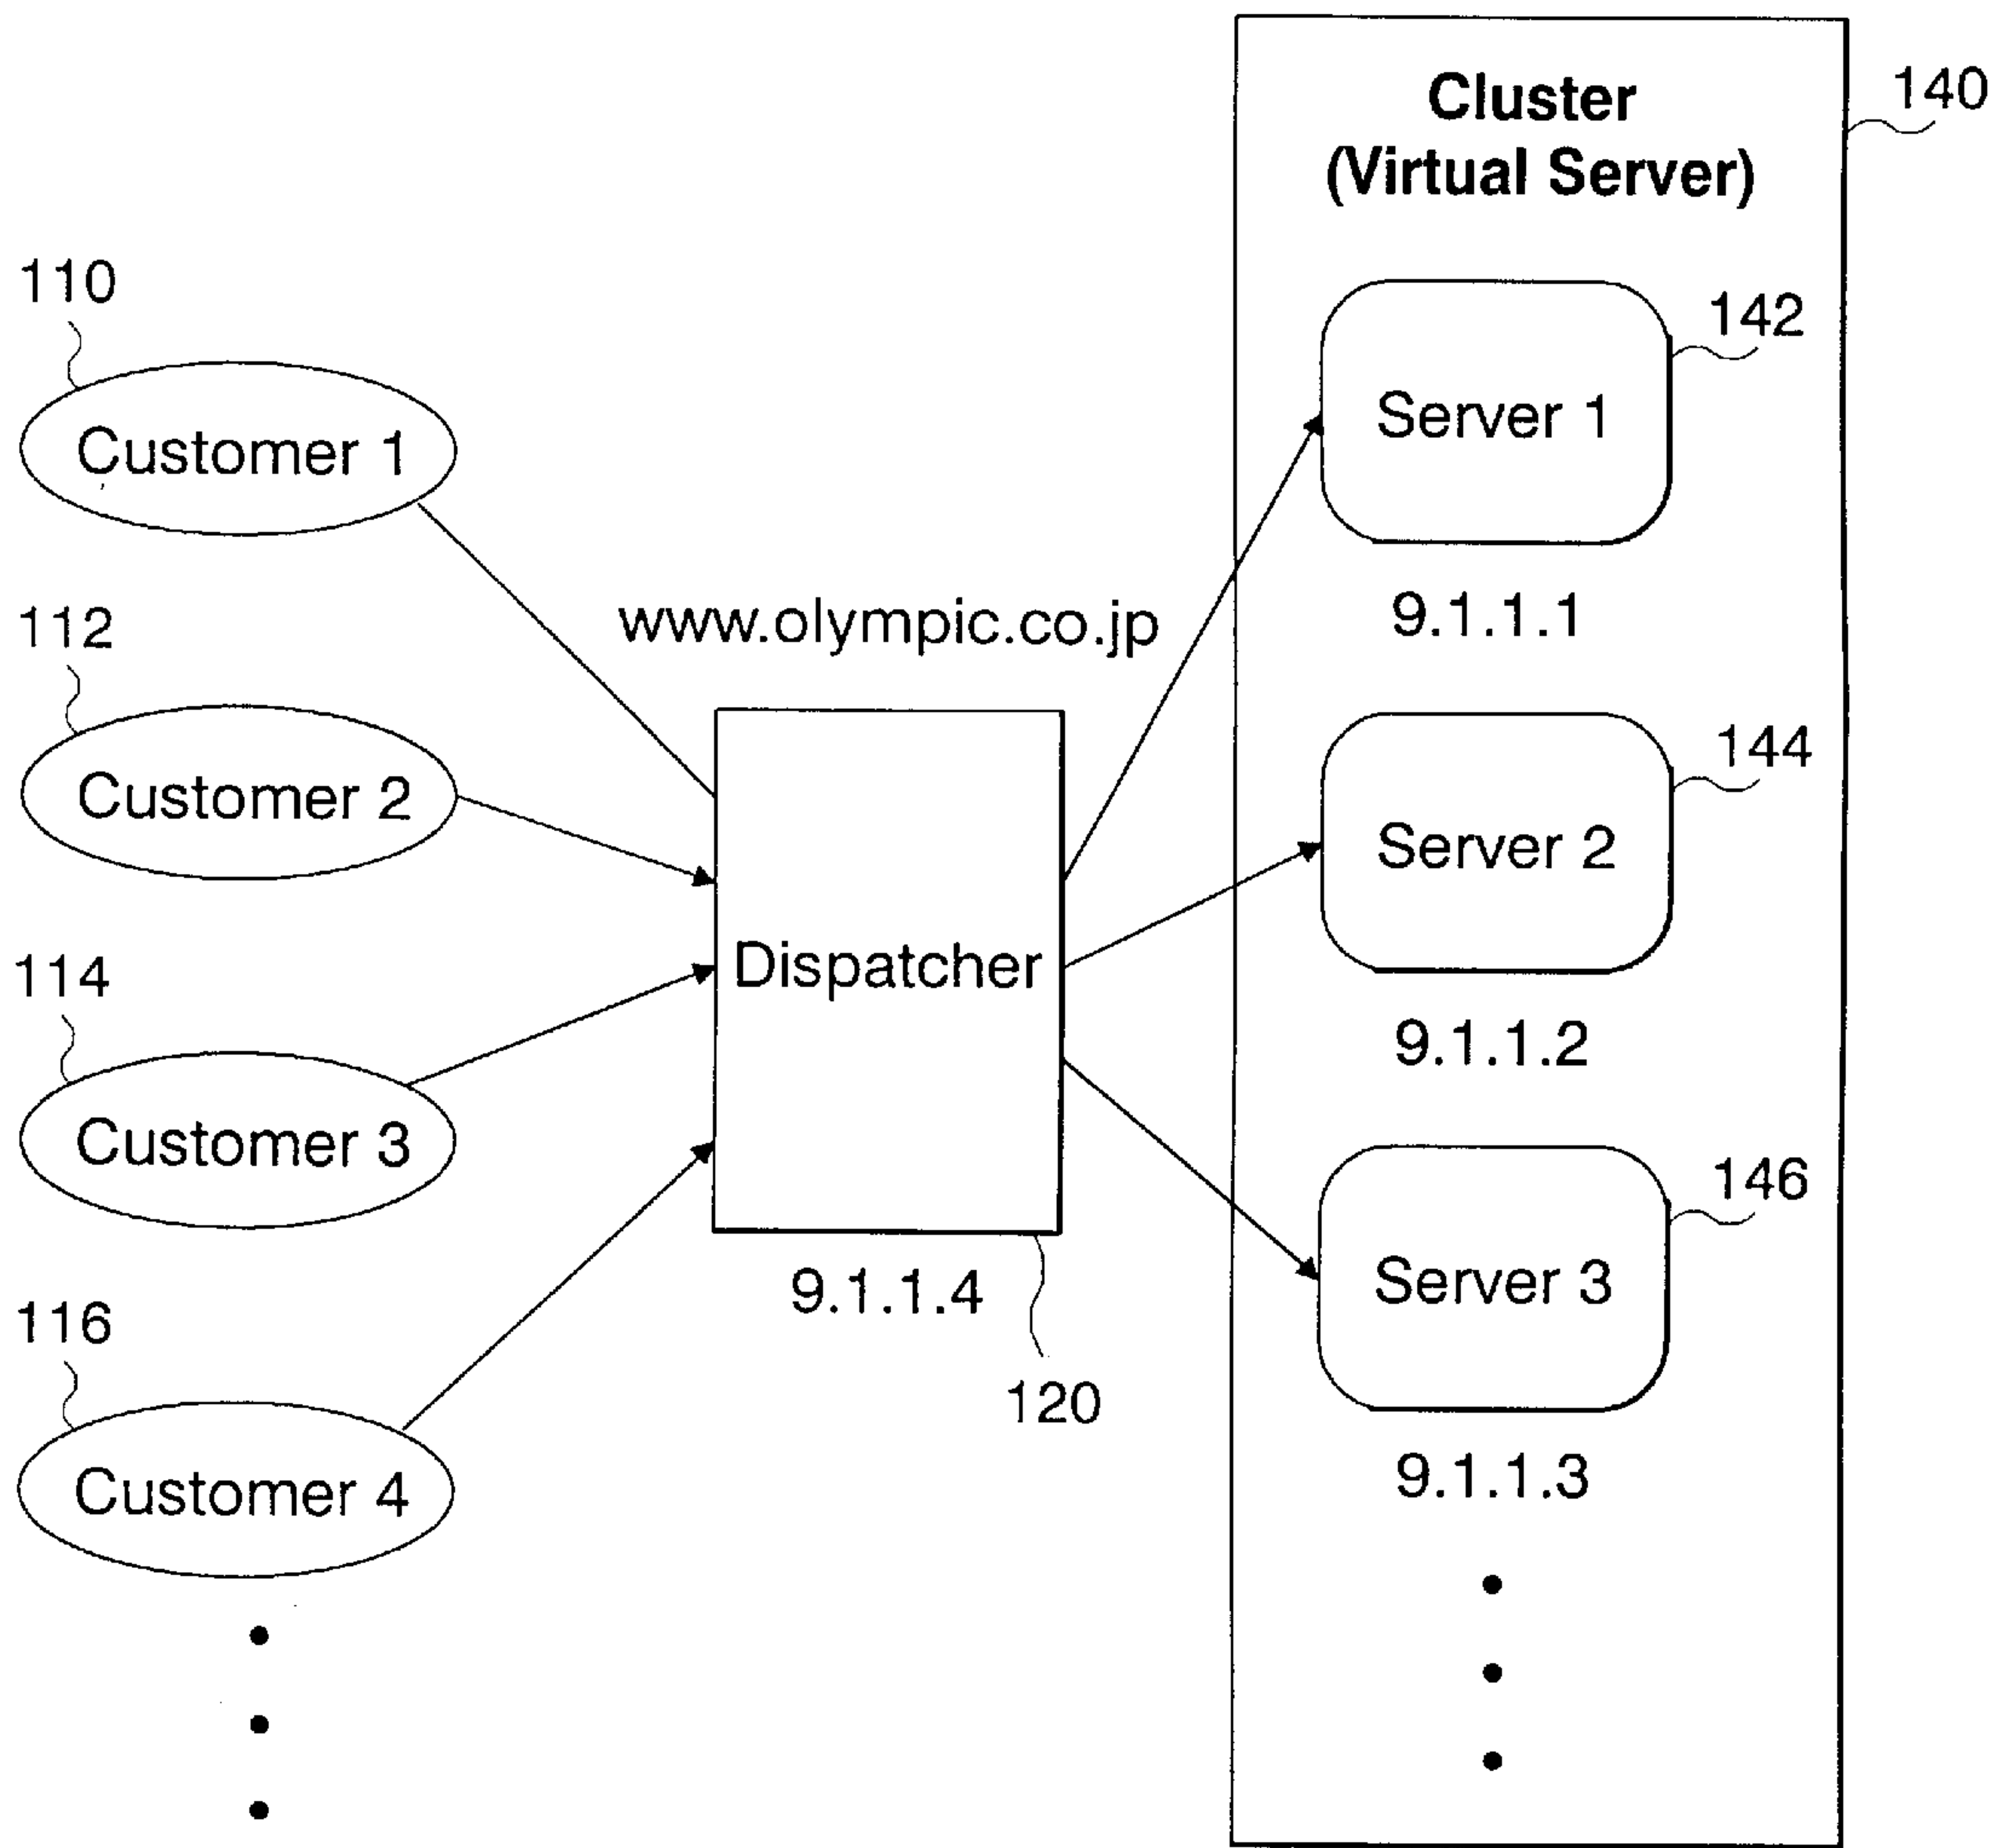 Cluster
(Virtual Server)
140
110
Customer 1
142
Server 1
9.1.1.1
www.olympic.co.jp
112
Customer 2
144
Server 2
9.1.1.2
Dispatcher
9.1.1.4
120
114
Customer 3
146
Server 3
9.1.1.3
116
Customer 4